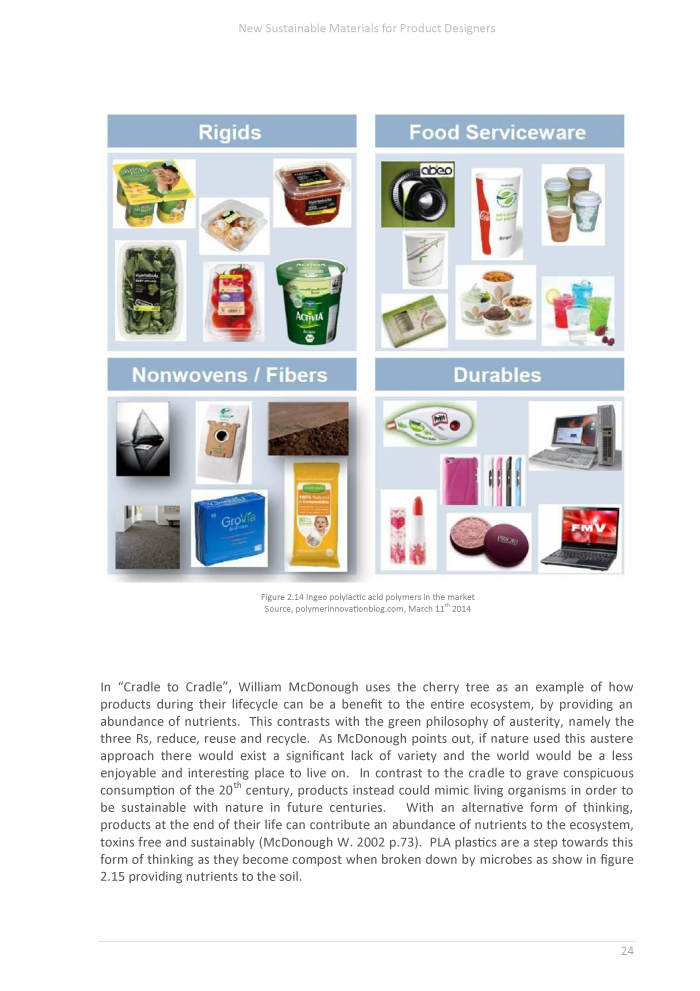 New Sustainable Materials for Product Designers
Rigids
Food Serviceware
abeo
ACTIVIA
ACTIVIA
Nonwovens / Fibers
Durables
Pritt
GroVia
100% Natural
PRIORI
FMV
Figure 2.14 Ingeo polylactic acid polymers in the market
Source, polymerinnovationblog.com, March 11th 2014
In “Cradle to Cradle”, William McDonough uses the cherry tree as an example of how
products during their lifecycle can be a benefit to the entire ecosystem, by providing an
abundance of nutrients. This contrasts with the green philosophy of austerity, namely the
three Rs, reduce, reuse and recycle. As McDonough points out, if nature used this austere
approach there would exist a significant lack of variety and the world would be a less
enjoyable and interesting place to live on. In contrast to the cradle to grave conspicuous
consumption of the 20th century, products instead could mimic living organisms in order to
be sustainable with nature in future centuries. With an alternative form of thinking,
products at the end of their life can contribute an abundance of nutrients to the ecosystem,
toxins free and sustainably (McDonough W. 2002 p.73). PLA plastics are a step towards this
form of thinking as they become compost when broken down by microbes as show in figure
2.15 providing nutrients to the soil.
24